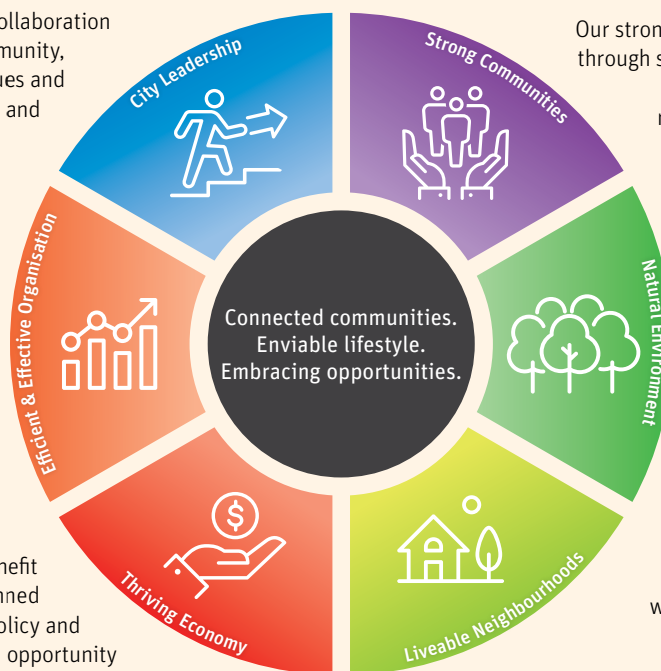 ollaboration
munity,
ues and
and
Our stron
through s
City Leadership
Strong Communities
Natural Environment
Liveable Neighbourhoods
Thriving Economy
Efficient & Effective Organisation
Connected communities.
Enviable lifestyle.
Embracing opportunities.
nefit
nned
olicy and
opportunity
w